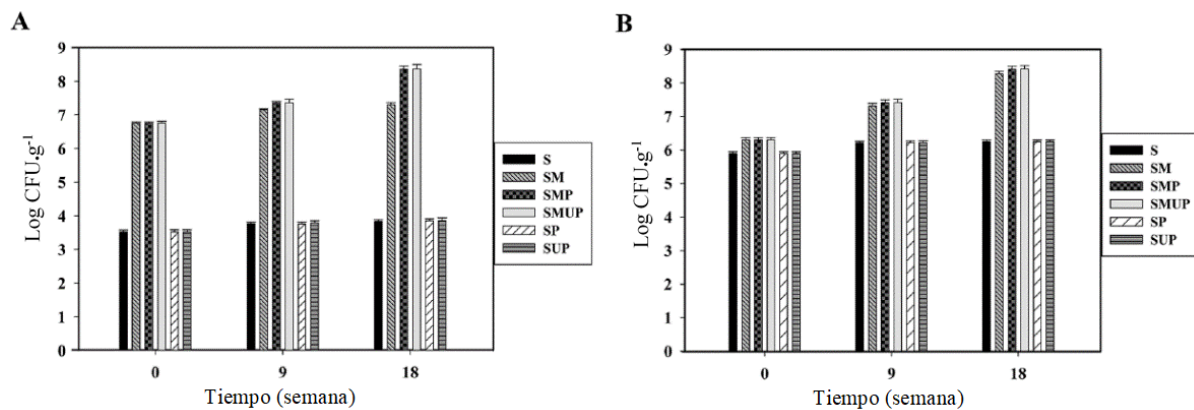 A
9
8
7
6
5
4
3
2
1
0
Log CFU.g-1
0 9 18
Tiempo (semana)
S
SM
SMP
SMUP
SP
SUP
B
9
8
7
6
5
4
3
2
1
0
Log CFU.g-1
0 9 18
Tiempo (semana)
S
SM
SMP
SMUP
SP
SUP